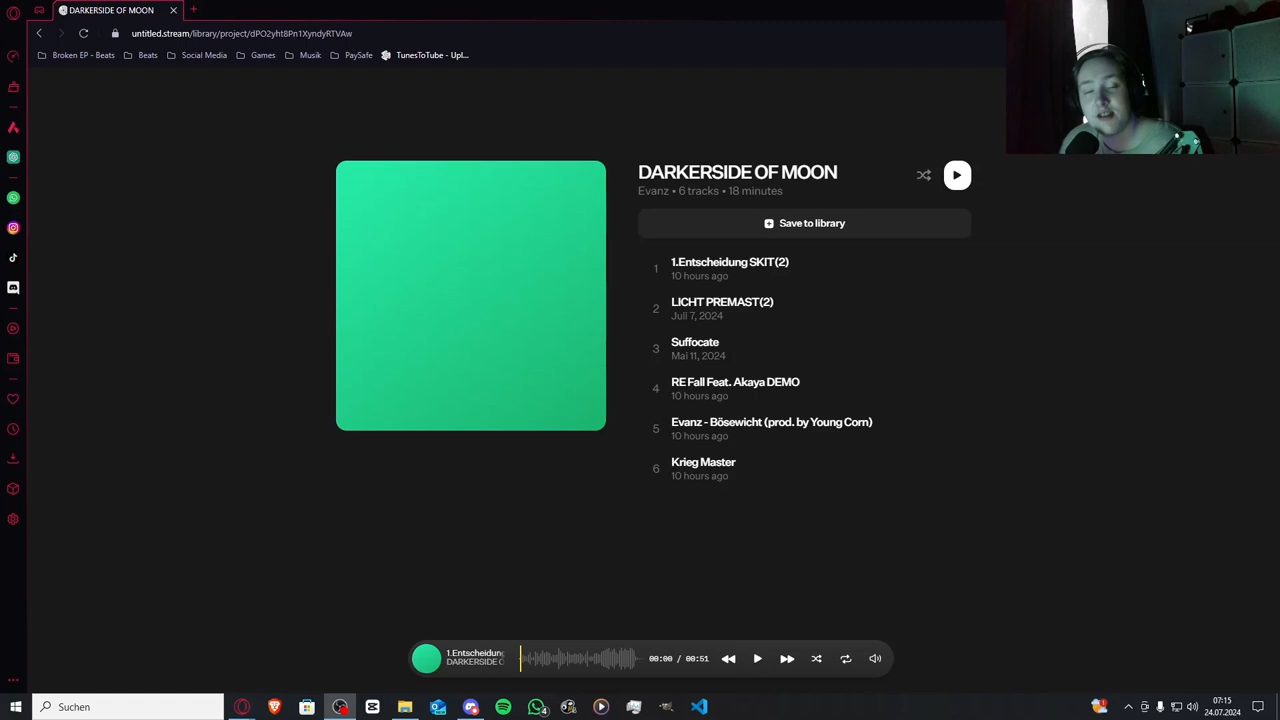 DARKERSIDE OF MOON
untitled.stream/library/project/dPO2yht8Pn1XyndyRTVAw
Broken EP - Beats
Beats
Social Media
Games
Musik
PaySafe
TunesToTube - Upl...
DARKERSIDE OF MOON
Evanz • 6 tracks • 18 minutes
Save to library
1
1.Entscheidung SKIT(2)
10 hours ago
2
LICHT PREMAST(2)
Juli 7, 2024
3
Suffocate
Mai 11, 2024
4
RE Fall Feat. Akaya DEMO
10 hours ago
5
Evanz - Bösewicht (prod. by Young Corn)
10 hours ago
6
Krieg Master
10 hours ago
1.Entscheidung
DARKERSIDE O
00:00 / 00:51
Suchen
4
1
07:15
24.07.2024